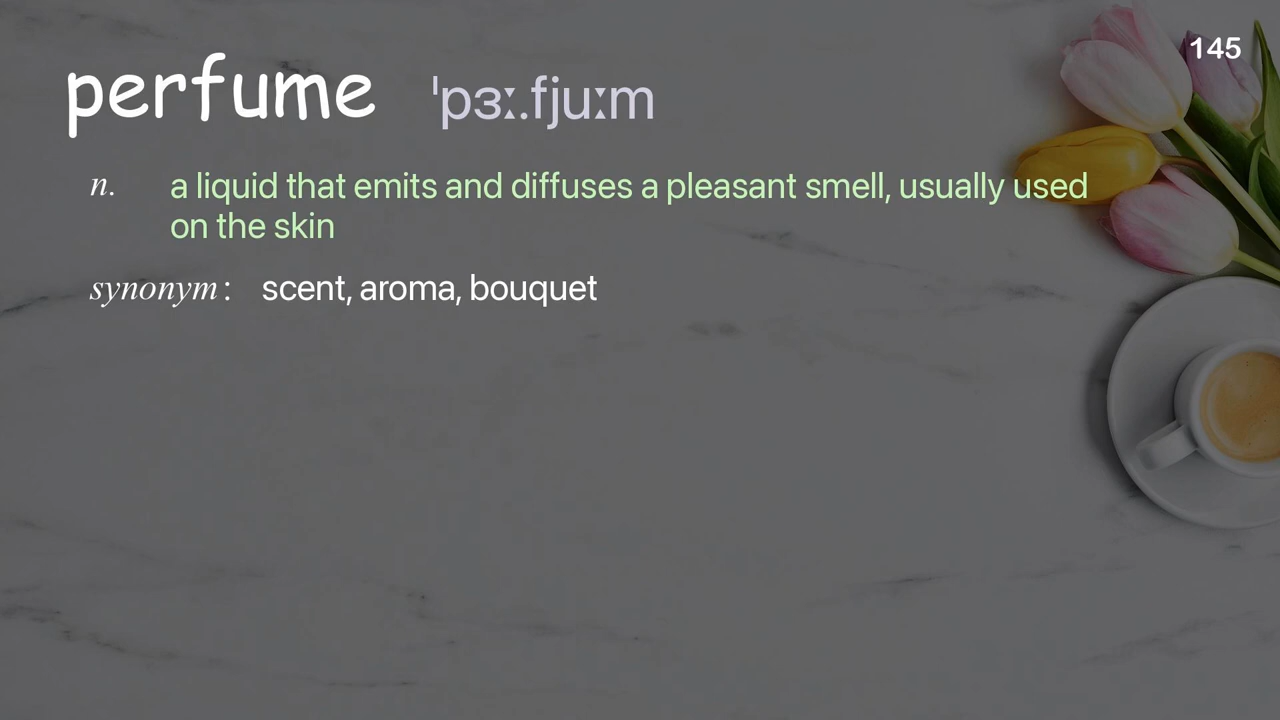 145
perfume ˈpɜː.fjuːm
n. a liquid that emits and diffuses a pleasant smell, usually used
on the skin
synonym: scent, aroma, bouquet